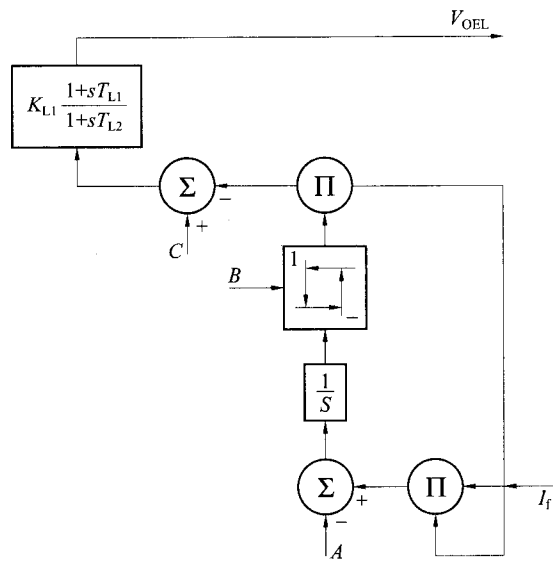 V_OEL
K_L1 (1+sT_L1)/(1+sT_L2)
Σ
Π
−
+
C
1
B
−
1/S
Σ
Π
+
I_f
−
A